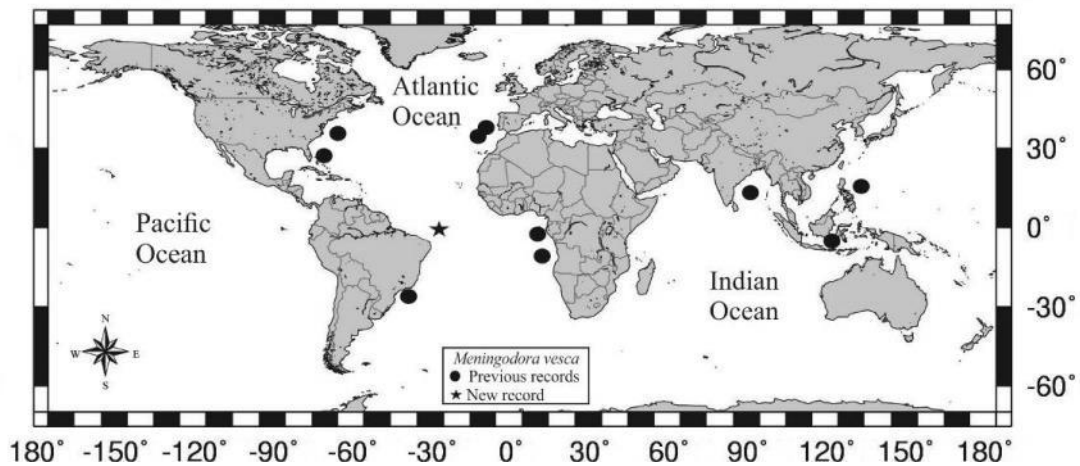 Atlantic
Ocean
Pacific
Ocean
Indian
Ocean
N
W
E
S
Meningodora vesca
Previous records
New record
60°
30°
0°
-30°
-60°
180° -150° -120° -90° -60° -30° 0° 30° 60° 90° 120° 150° 180°